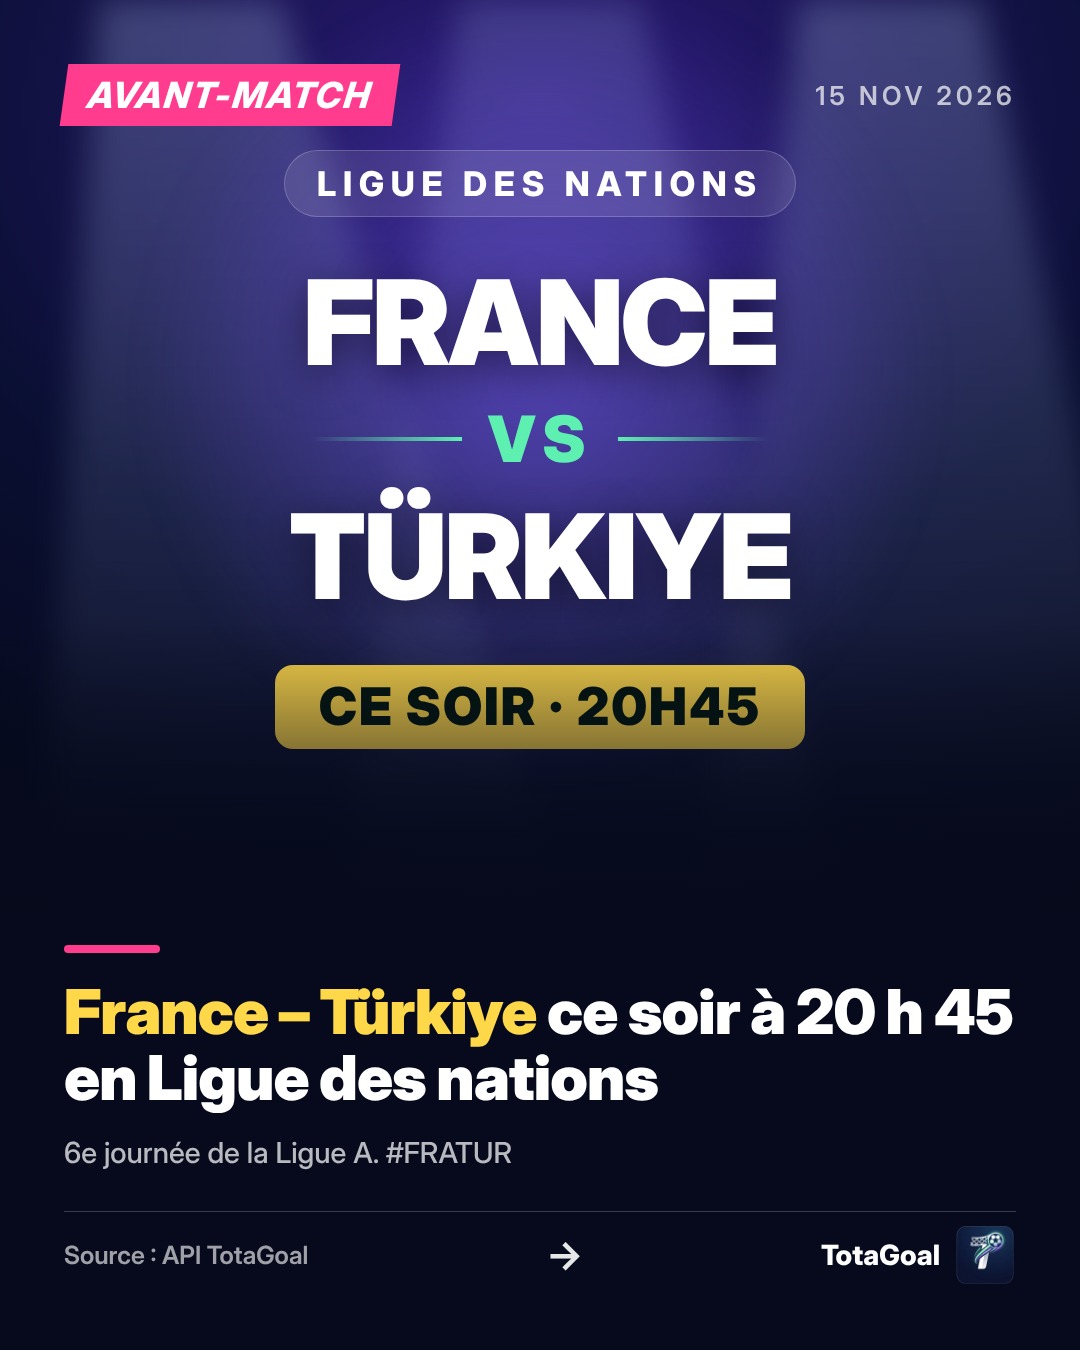 AVANT-MATCH
15 NOV 2026
LIGUE DES NATIONS
FRANCE
VS
TÜRKIYE
CE SOIR · 20H45
France – Türkiye ce soir à 20 h 45
en Ligue des nations
6e journée de la Ligue A. #FRATUR
Source : API TotaGoal
TotaGoal